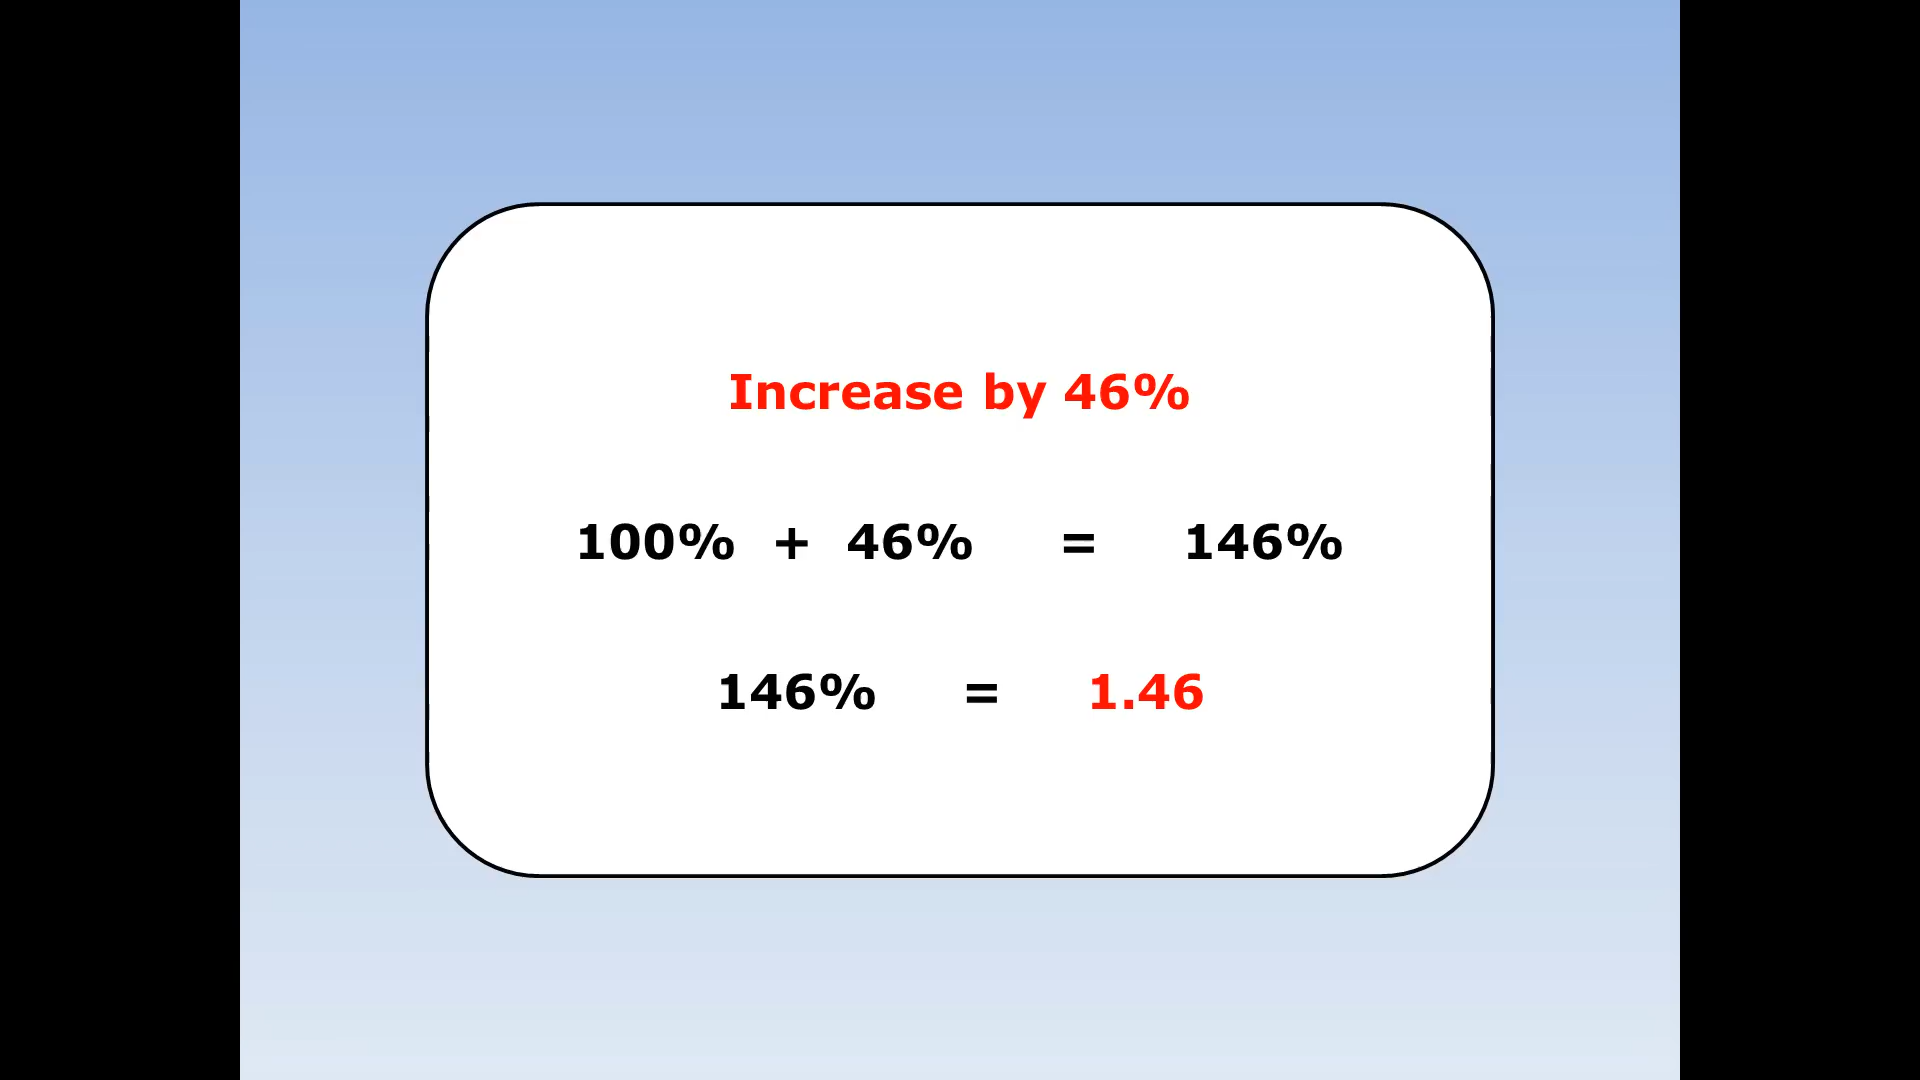 Increase by 46%
100% + 46% = 146%
146% = 1.46